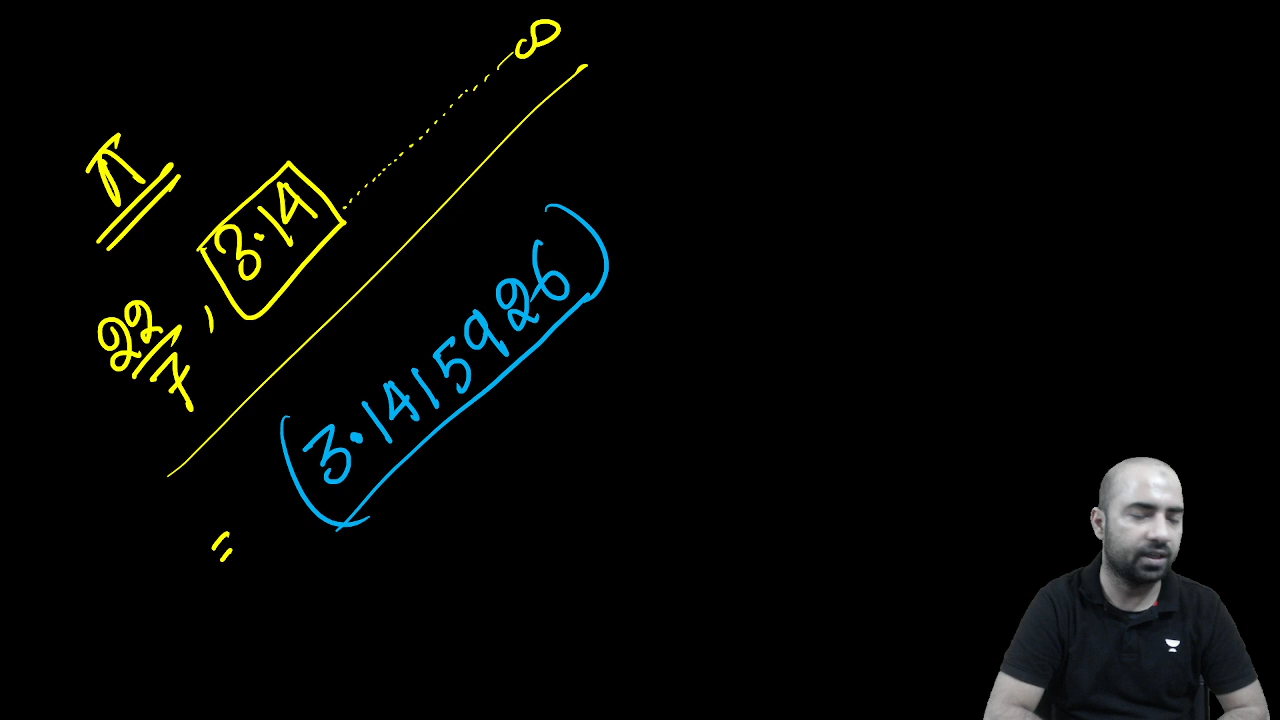 π
22/7, 3.14........∞
= (3.1415926)